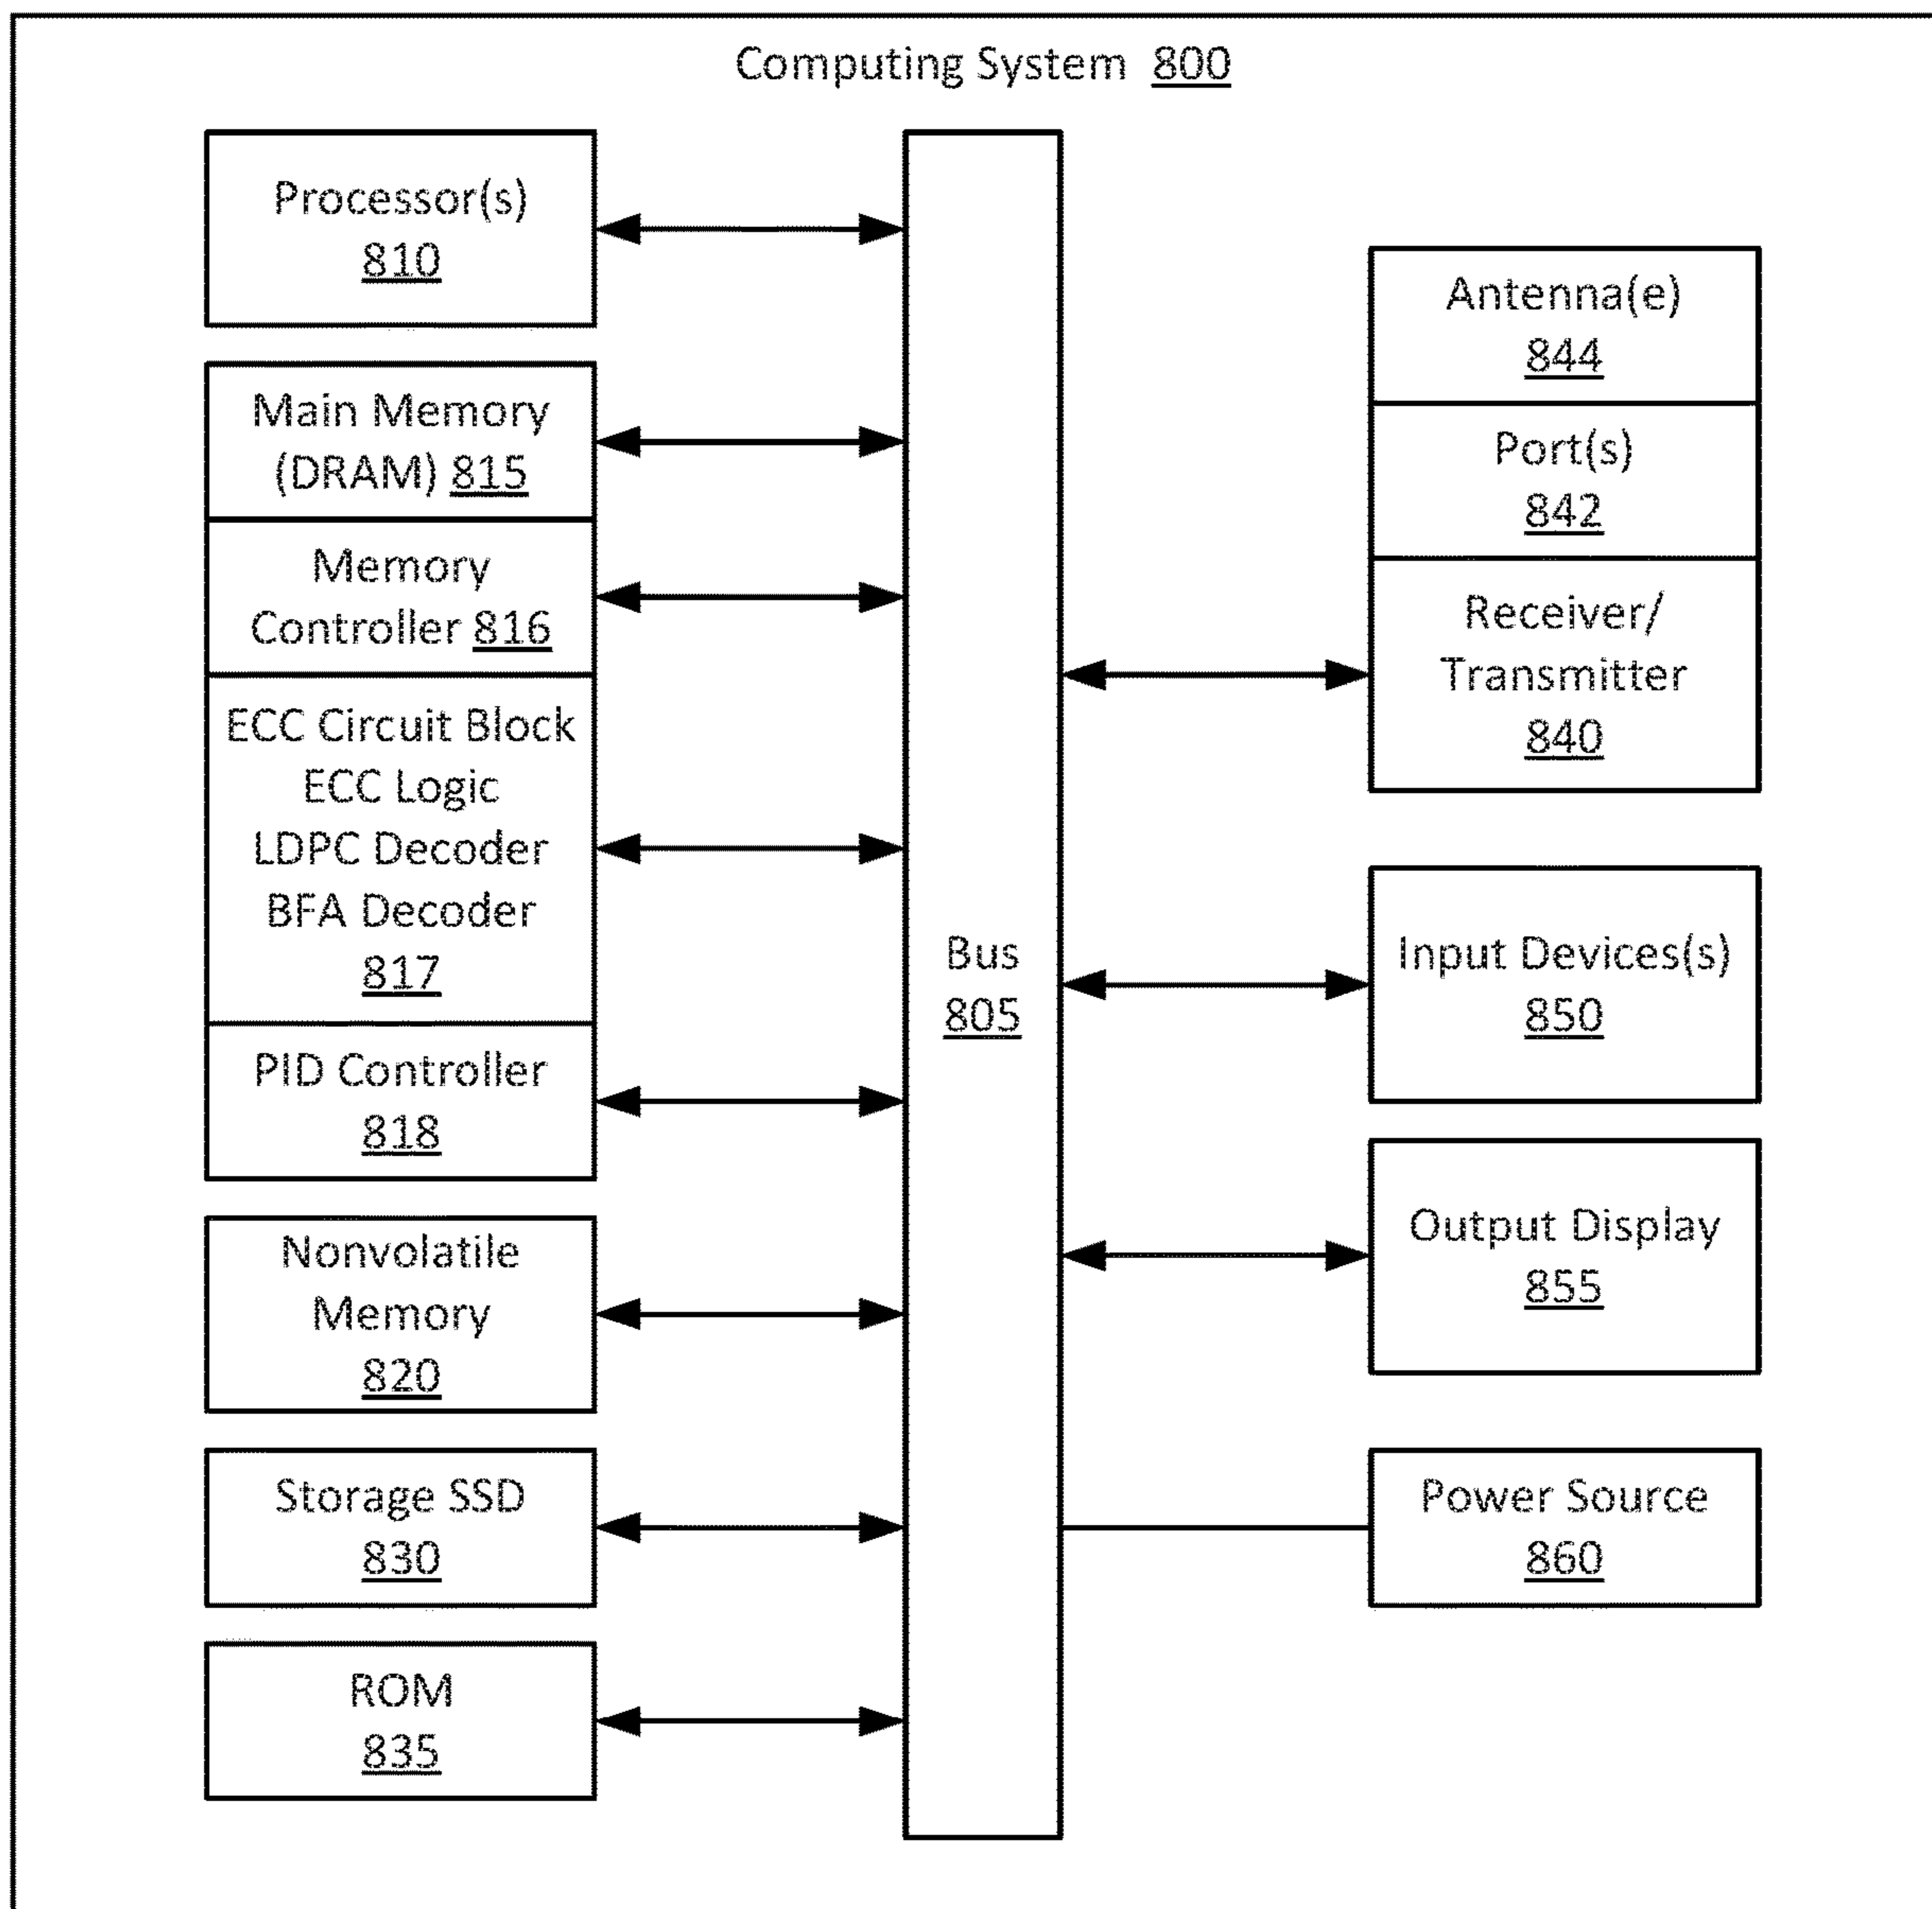 Computing System 800
Processor(s)
810
Main Memory
(DRAM) 815
Memory
Controller 816
ECC Circuit Block
ECC Logic
LDPC Decoder
BFA Decoder
817
PID Controller
818
Nonvolatile
Memory
820
Storage SSD
830
ROM
835
Bus
805
Antenna(e)
844
Port(s)
842
Receiver/
Transmitter
840
Input Devices(s)
850
Output Display
855
Power Source
860